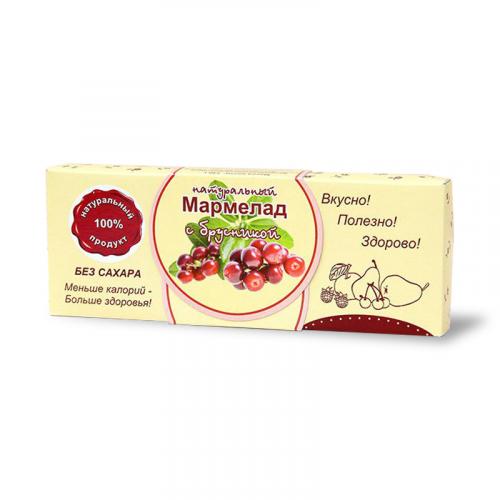 натуральный
100%
продукт
БЕЗ САХАРА
Меньше калорий -
Больше здоровья!
натуральный
Мармелад
с брусникой
Вкусно!
Полезно!
Здорово!